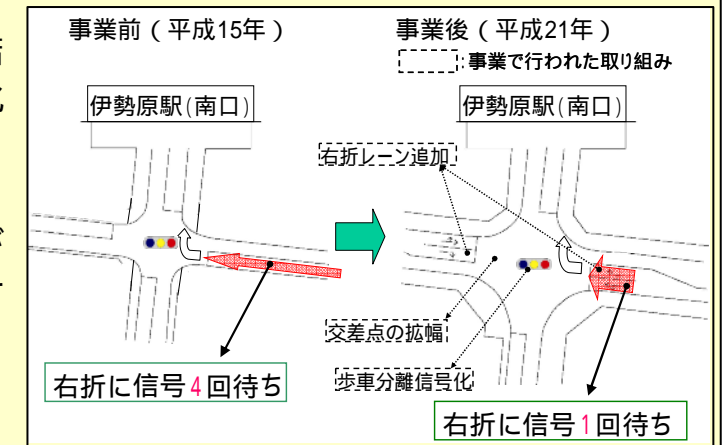 事業前（平成15年）
事業後（平成21年）
:事業で行われた取り組み
伊勢原駅(南口)
伊勢原駅(南口)
右折レーン追加
交差点の拡幅
歩車分離信号化
右折に信号4回待ち
右折に信号1回待ち